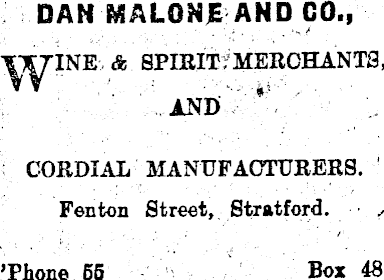 DAN MALONE AND CO.,
WINE & SPIRIT MERCHANTS,
AND
CORDIAL MANUFACTURERS.
Fenton Street, Stratford.
'Phone 55 Box 48